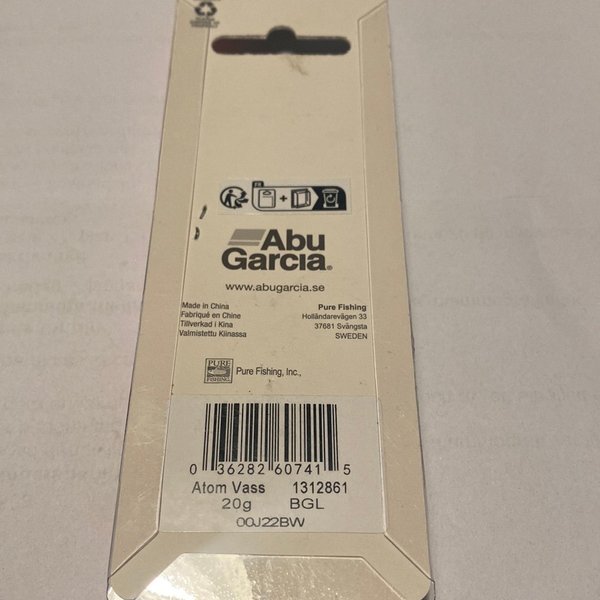 FR
Abu
Garcia®
www.abugarcia.se
Made in China
Fabriqué en Chine
Tillverkad i Kina
Valmistettu Kiinassa
Pure Fishing
Holländarevägen 33
37681 Svängsta
SWEDEN
PURE
FISHING
Pure Fishing, Inc.,
0 36282 60741 5
Atom Vass 1312861
20g BGL
00J22BW